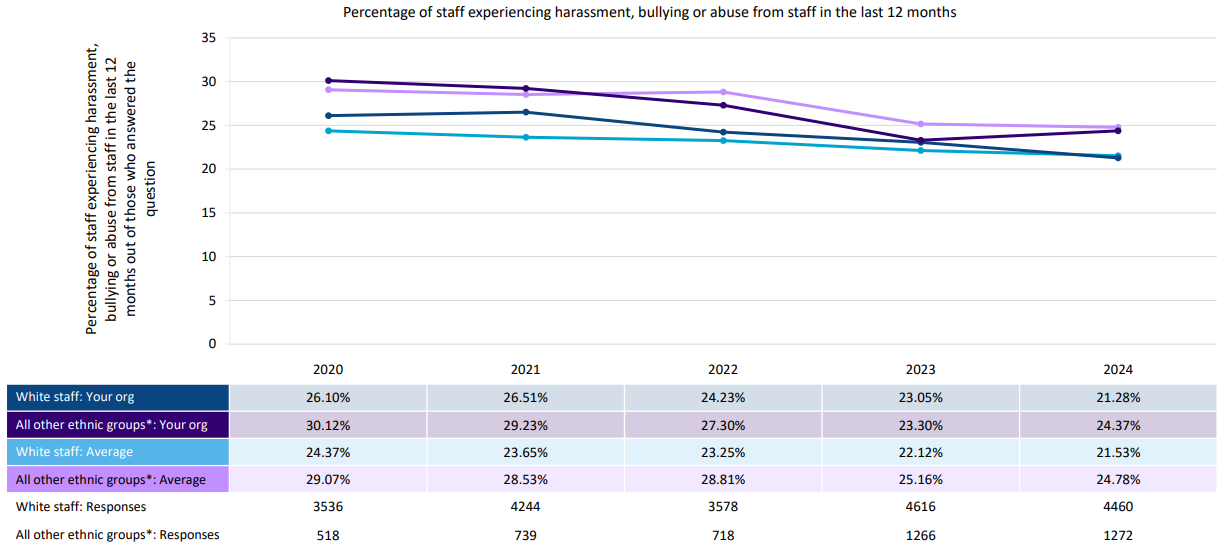 Percentage of staff experiencing harassment, bullying or abuse from staff in the last 12 months
Percentage of staff experiencing harassment,
bullying or abuse from staff in the last 12
months out of those who answered the
question
35
30
25
20
15
10
5
0
2020 2021 2022 2023 2024
White staff: Your org 26.10% 26.51% 24.23% 23.05% 21.28%
All other ethnic groups*: Your org 30.12% 29.23% 27.30% 23.30% 24.37%
White staff: Average 24.37% 23.65% 23.25% 22.12% 21.53%
All other ethnic groups*: Average 29.07% 28.53% 28.81% 25.16% 24.78%
White staff: Responses 3536 4244 3578 4616 4460
All other ethnic groups*: Responses 518 739 718 1266 1272